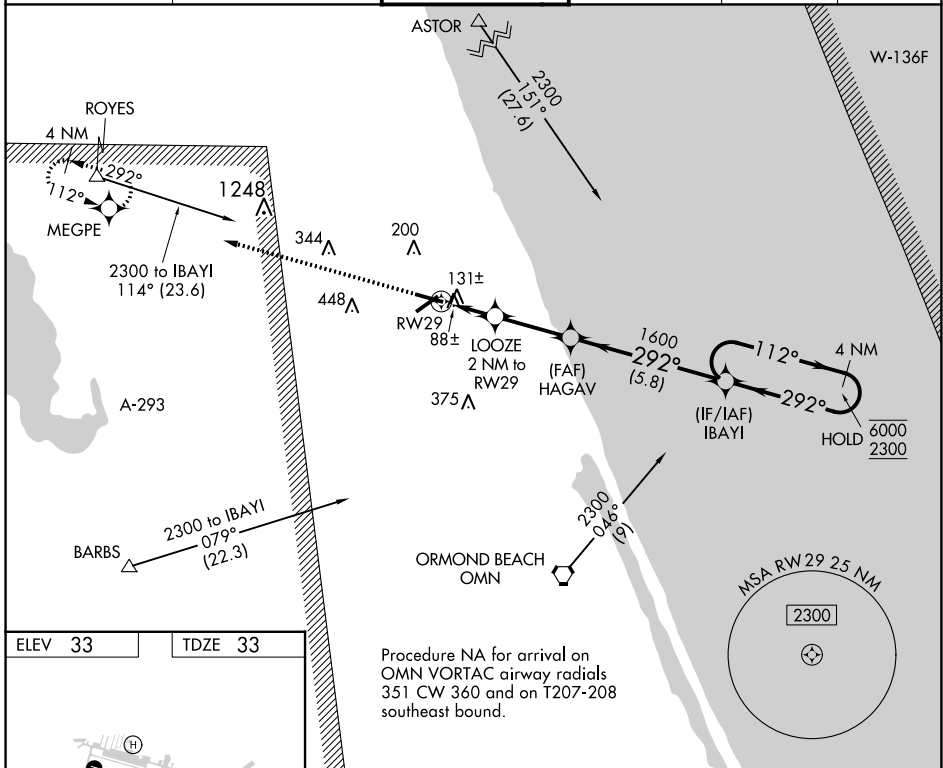 ASTOR
W-136F
2300
151°
(27.6)
ROYES
4 NM
292°
112°
MEGPE
1248
2300 to IBAYI
114° (23.6)
344
200
448
131±
RW29
88±
LOOZE
2 NM to
RW29
375
(FAF)
HAGAV
1600
292°
(5.8)
112°
4 NM
292°
(IF/IAF)
IBAYI
HOLD
6000
2300
A-293
2300 to IBAYI
079°
(22.3)
BARBS
2300
046°
(9)
ORMOND BEACH
OMN
MSA RW 29 25 NM
2300
ELEV 33
TDZE 33
Procedure NA for arrival on
OMN VORTAC airway radials
351 CW 360 and on T207-208
southeast bound.
H